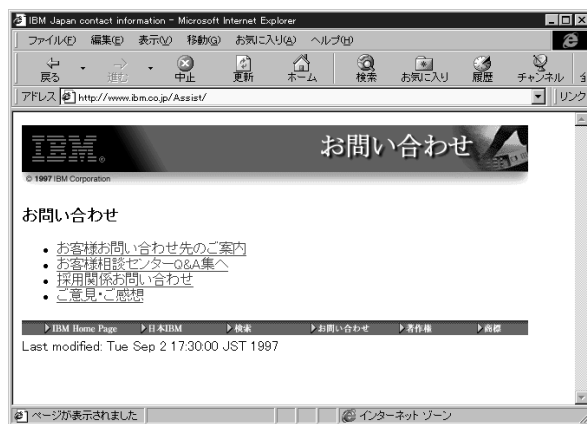 IBM Japan contact information - Microsoft Internet Explorer
ファイル(F) 編集(E) 表示(V) 移動(G) お気に入り(A) ヘルプ(H)
戻る 進む 中止 更新 ホーム 検索 お気に入り 履歴 チャンネル
アドレス http://www.ibm.co.jp/Assist/ リンク
IBM® お問い合わせ
© 1997 IBM Corporation
お問い合わせ
• お客様お問い合わせ先のご案内
• お客様相談センターQ&A集へ
• 採用関係お問い合わせ
• ご意見・ご感想
IBM Home Page 日本IBM 検索 お問い合わせ 著作権 商標
Last modified: Tue Sep 2 17:30:00 JST 1997
ページが表示されました インターネット ゾーン